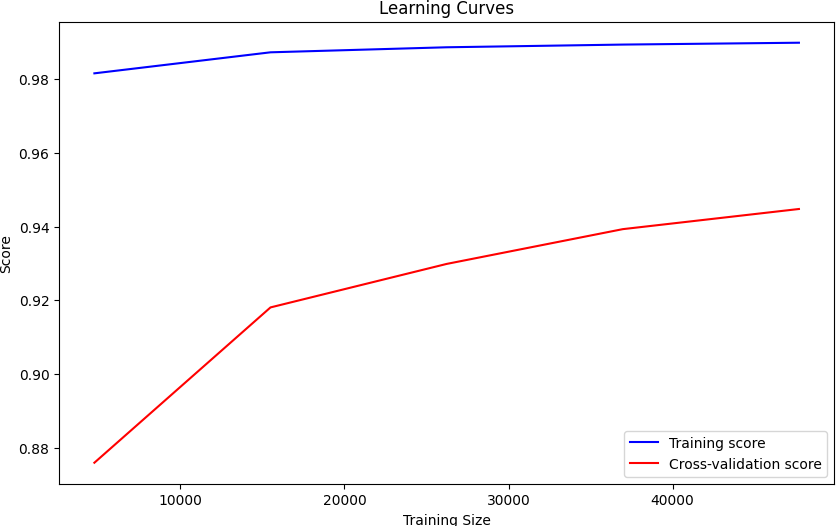 Learning Curves
0.98
0.96
0.94
0.92
0.90
0.88
Score
10000
20000
30000
40000
Training Size
Training score
Cross-validation score